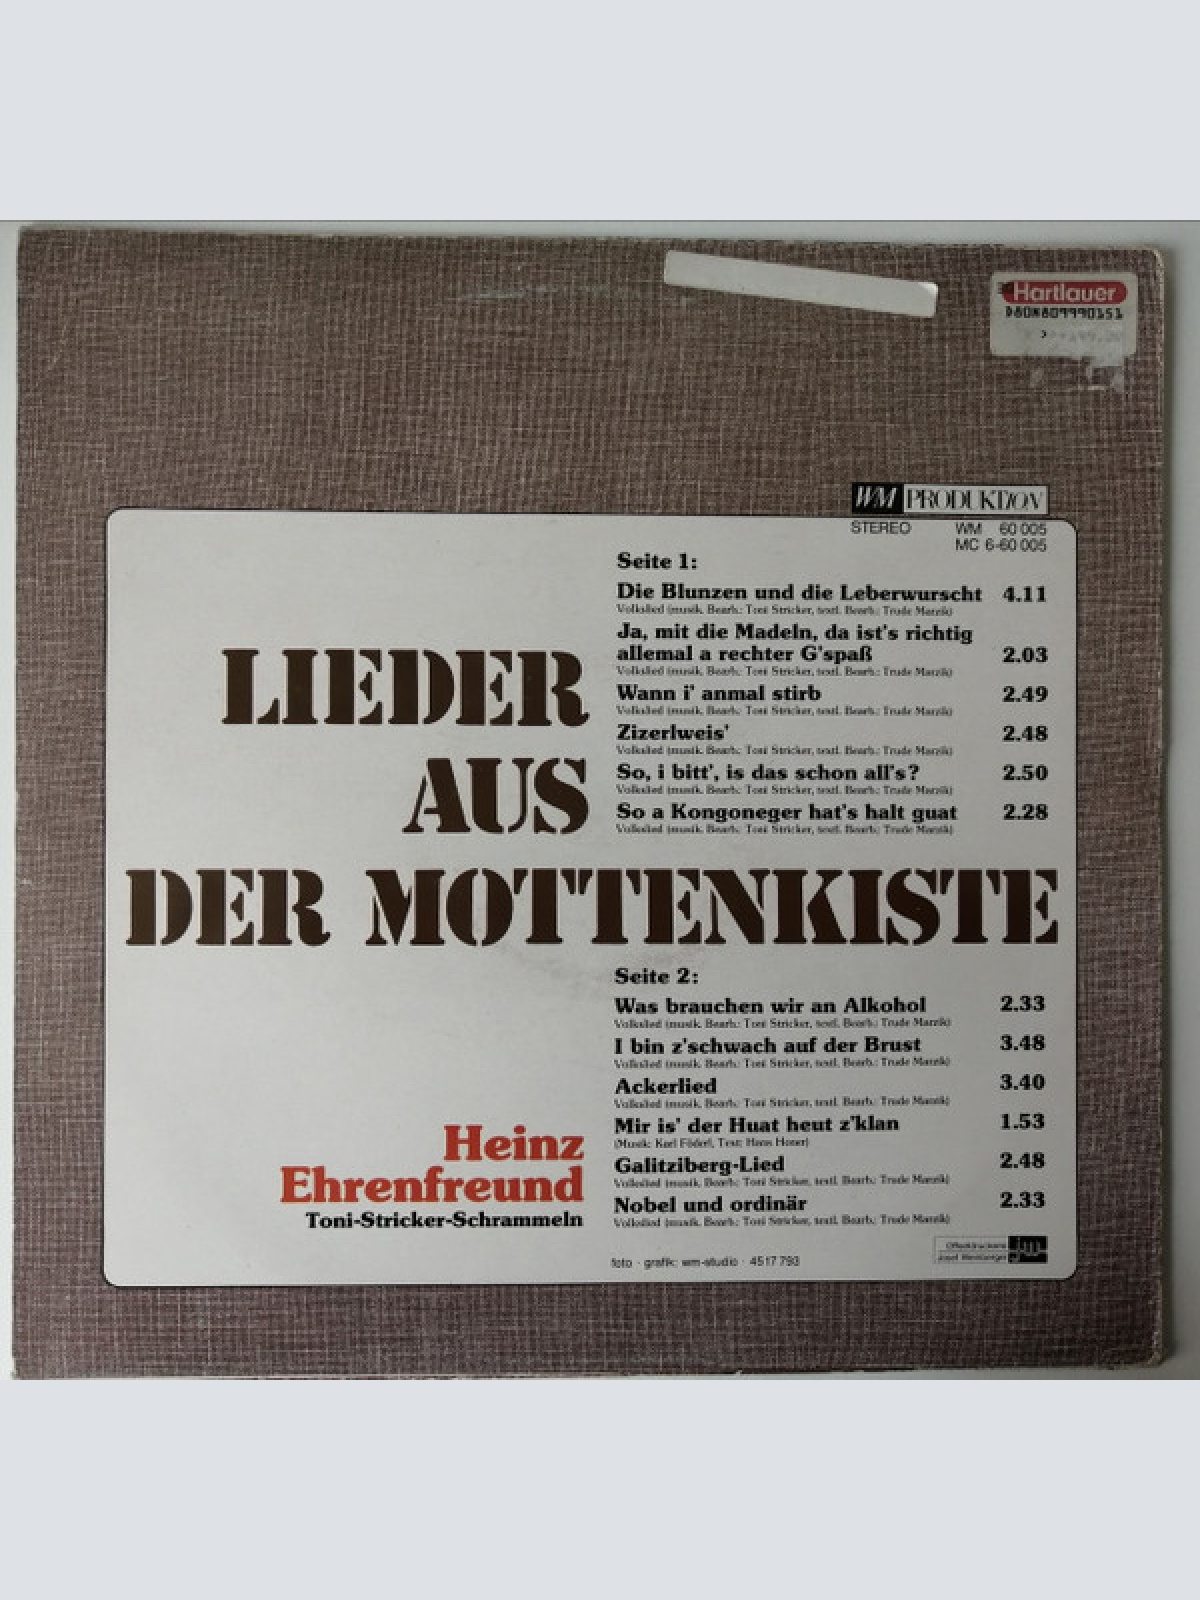 Hartlauer
WM PRODUKTION
STEREO WM 60 005
MC 6-60 005
Seite 1:
Die Blunzen und die Leberwurscht 4.11
Volkslied (musik. Bearb.: Toni Stricker, textl. Bearb.: Trude Marzik)
Ja, mit die Madeln, da ist's richtig
allemal a rechter G'spaß 2.03
Volkslied (musik. Bearb.: Toni Stricker, textl. Bearb.: Trude Marzik)
Wann i' anmal stirb 2.49
Volkslied (musik. Bearb.: Toni Stricker, textl. Bearb.: Trude Marzik)
Zizerlweis' 2.48
Volkslied (musik. Bearb.: Toni Stricker, textl. Bearb.: Trude Marzik)
So, i bitt', is das schon all's? 2.50
Volkslied (musik. Bearb.: Toni Stricker, textl. Bearb.: Trude Marzik)
So a Kongoneger hat's halt guat 2.28
Volkslied (musik. Bearb.: Toni Stricker, textl. Bearb.: Trude Marzik)
LIEDER
AUS
DER MOTTENKISTE
Seite 2:
Was brauchen wir an Alkohol 2.33
Volkslied (musik. Bearb.: Toni Stricker, textl. Bearb.: Trude Marzik)
I bin z'schwach auf der Brust 3.48
Volkslied (musik. Bearb.: Toni Stricker, textl. Bearb.: Trude Marzik)
Ackerlied 3.40
Volkslied (musik. Bearb.: Toni Stricker, textl. Bearb.: Trude Marzik)
Mir is' der Huat heut z'klan 1.53
(Musik: Karl Föderl, Text: Hans Hauer)
Galitziberg-Lied 2.48
Volkslied (musik. Bearb.: Toni Stricker, textl. Bearb.: Trude Marzik)
Nobel und ordinär 2.33
Volkslied (musik. Bearb.: Toni Stricker, textl. Bearb.: Trude Marzik)
Heinz
Ehrenfreund
Toni-Stricker-Schrammeln
foto · grafik: wm-studio · 45 17 793